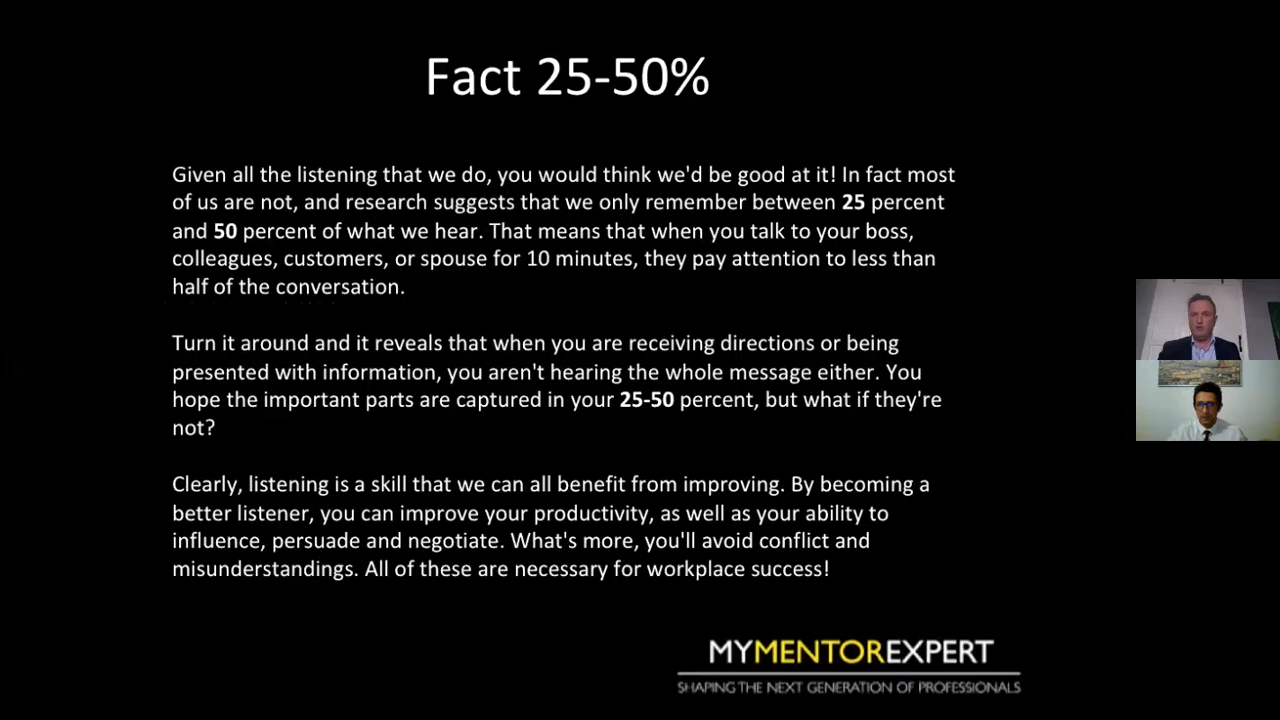 Fact 25-50%
Given all the listening that we do, you would think we'd be good at it! In fact most
of us are not, and research suggests that we only remember between 25 percent
and 50 percent of what we hear. That means that when you talk to your boss,
colleagues, customers, or spouse for 10 minutes, they pay attention to less than
half of the conversation.
Turn it around and it reveals that when you are receiving directions or being
presented with information, you aren't hearing the whole message either. You
hope the important parts are captured in your 25-50 percent, but what if they're
not?
Clearly, listening is a skill that we can all benefit from improving. By becoming a
better listener, you can improve your productivity, as well as your ability to
influence, persuade and negotiate. What's more, you'll avoid conflict and
misunderstandings. All of these are necessary for workplace success!
MYMENTOREXPERT
SHAPING THE NEXT GENERATION OF PROFESSIONALS